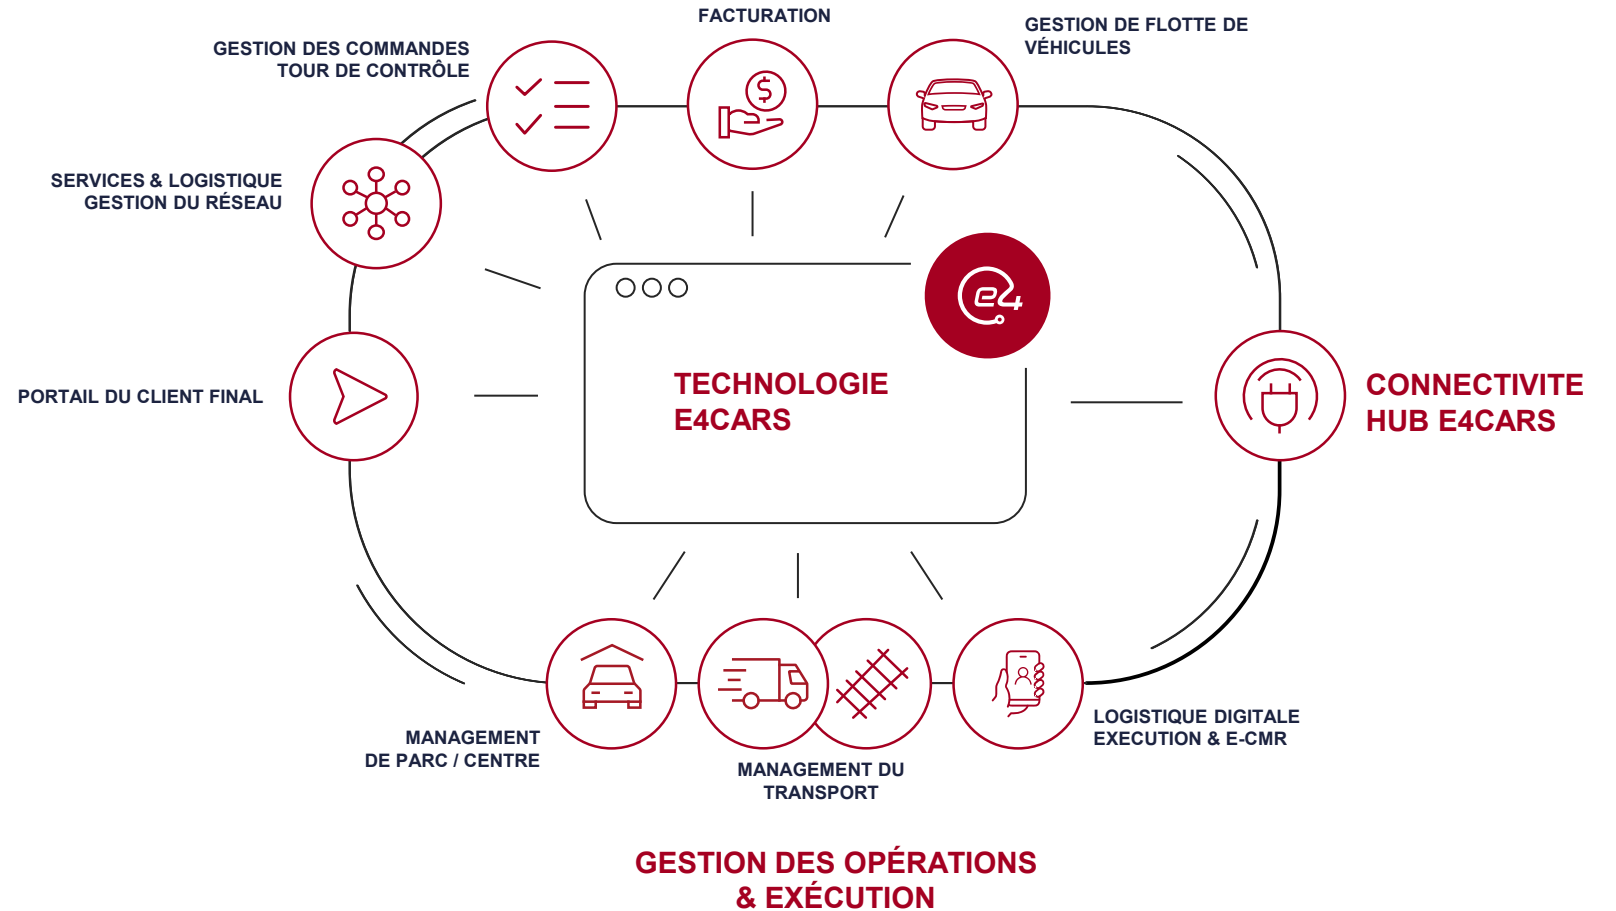 FACTURATION
GESTION DE FLOTTE DE
VÉHICULES
GESTION DES COMMANDES
TOUR DE CONTRÔLE
$
SERVICES & LOGISTIQUE
GESTION DU RÉSEAU
e4
TECHNOLOGIE
E4CARS
PORTAIL DU CLIENT FINAL
CONNECTIVITE
HUB E4CARS
MANAGEMENT
DE PARC / CENTRE
MANAGEMENT DU
TRANSPORT
LOGISTIQUE DIGITALE
EXECUTION & E-CMR
GESTION DES OPÉRATIONS
& EXÉCUTION